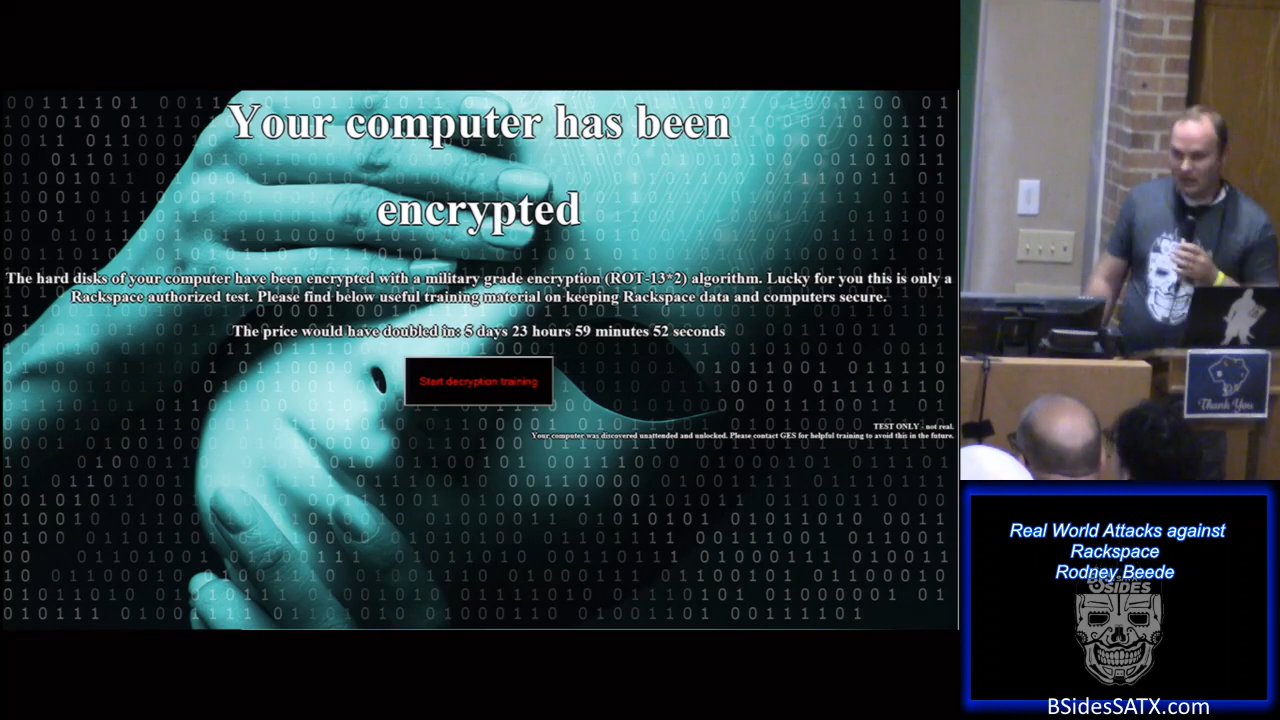 Your computer has been
encrypted
The hard disks of your computer have been encrypted with a military grade encryption (ROT-13*2) algorithm. Lucky for you this is only a
Rackspace authorized test. Please find below useful training material on keeping Rackspace data and computers secure.
The price would have doubled in: 5 days 23 hours 59 minutes 52 seconds
Start decryption training
TEST ONLY - not real.
Your computer was discovered unattended and unlocked. Please contact GES for helpful training to avoid this in the future.
Thank You
Real World Attacks against
Rackspace
Rodney Beede
SIDES
BSidesSATX.com